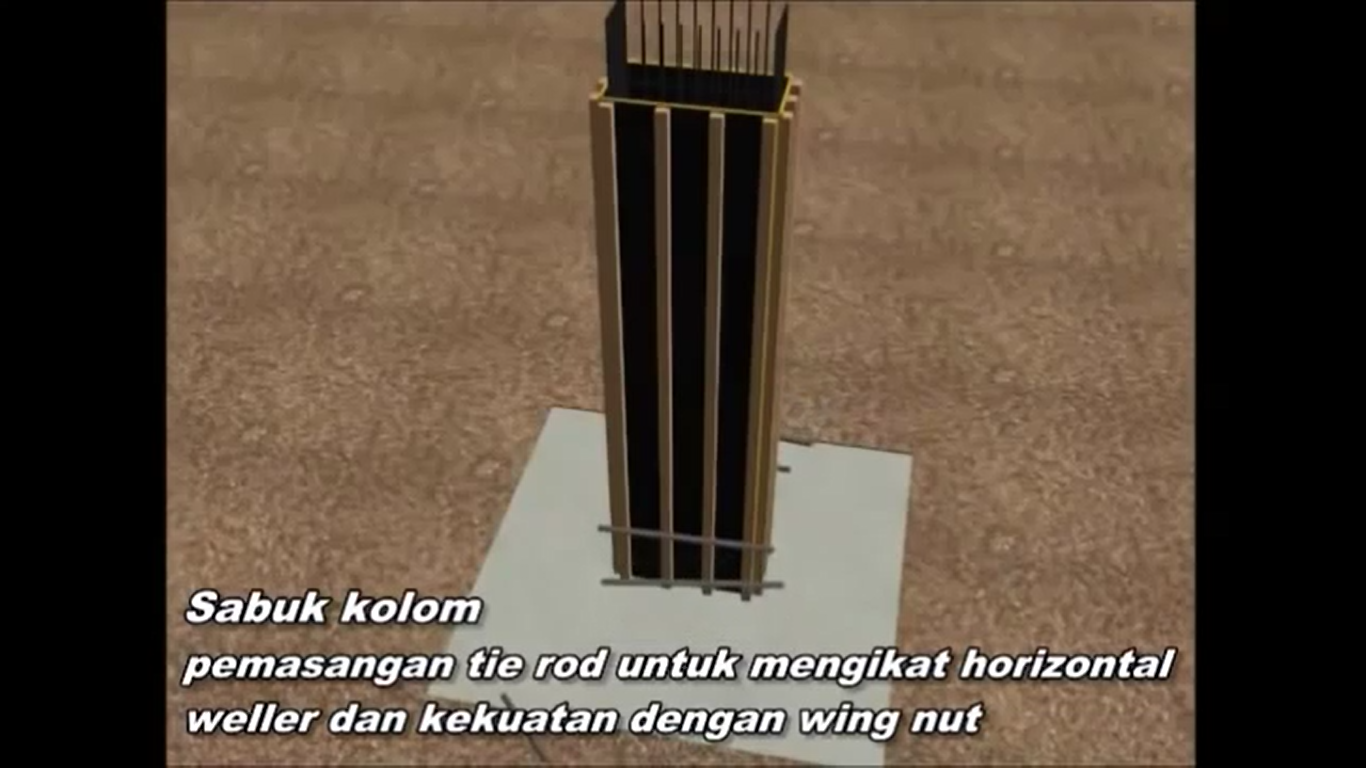 Sabuk kolom
pemasangan tie rod untuk mengikat horizontal
weller dan kekuatan dengan wing nut